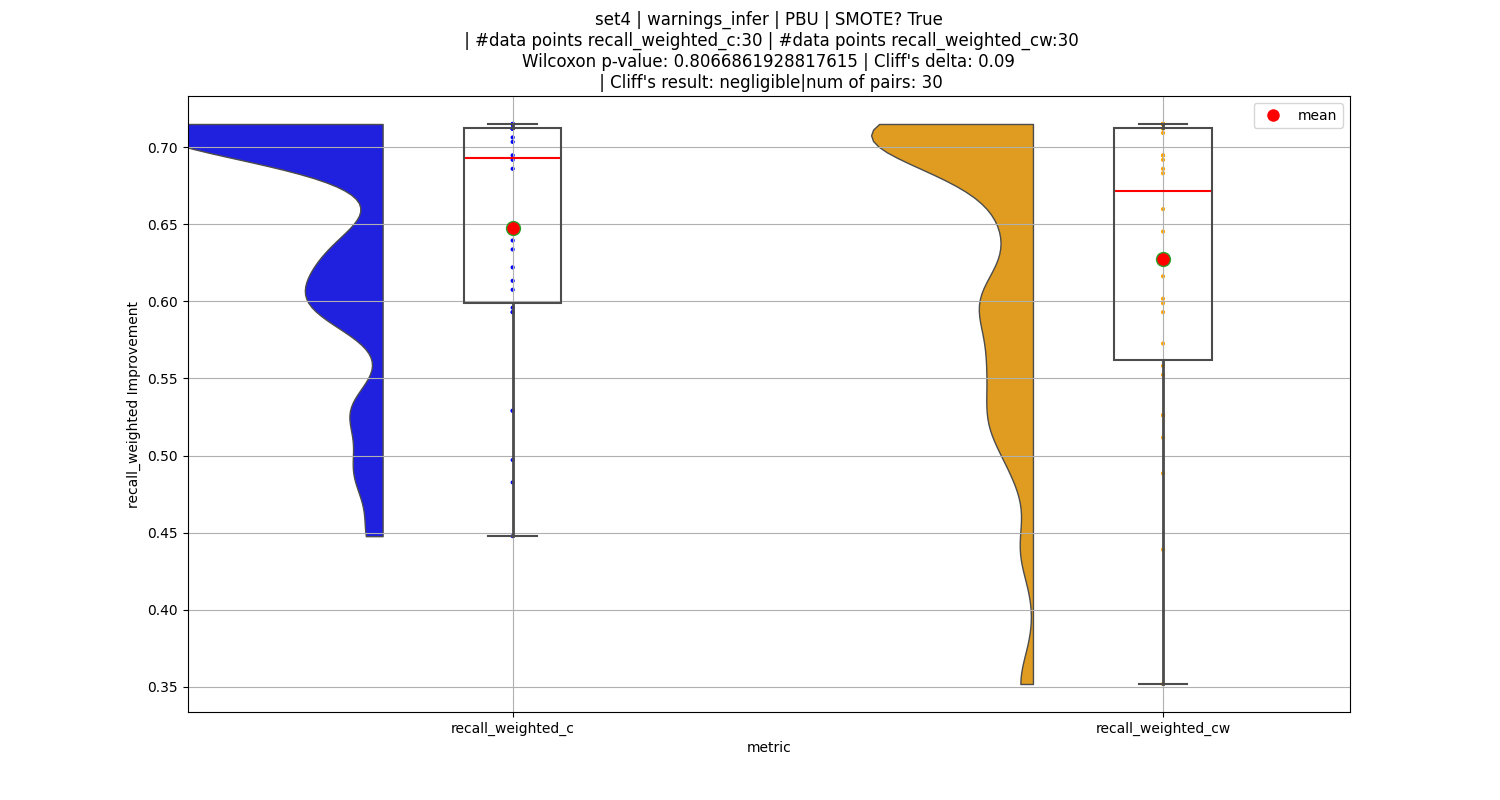 set4 | warnings_infer | PBU | SMOTE? True
| #data points recall_weighted_c:30 | #data points recall_weighted_cw:30
Wilcoxon p-value: 0.8066861928817615 | Cliff's delta: 0.09
| Cliff's result: negligible|num of pairs: 30
mean
0.70
0.65
0.60
0.55
0.50
0.45
0.40
0.35
recall_weighted Improvement
recall_weighted_c
recall_weighted_cw
metric